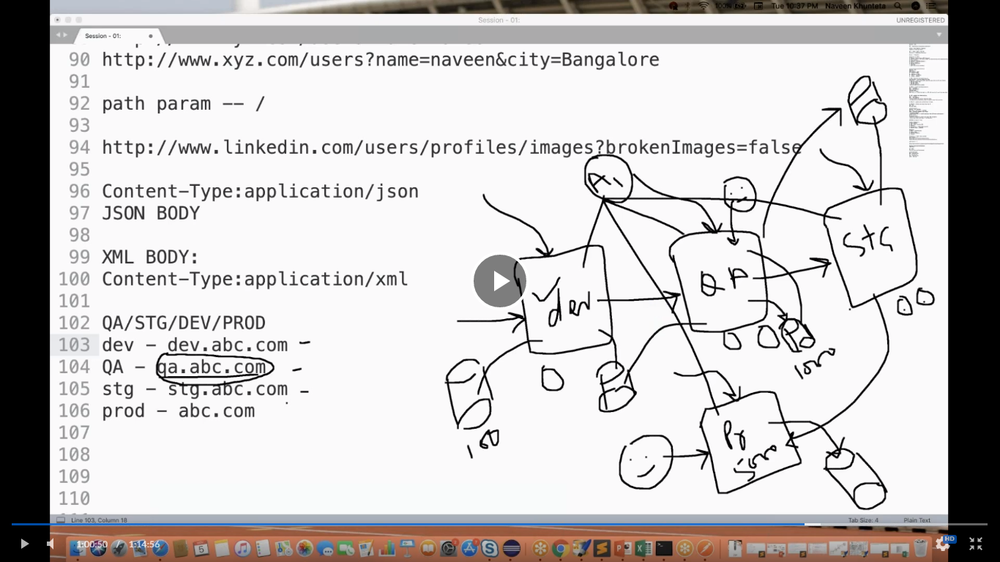 100%
Tue 10:37 PM Naveen Khunteta
Session - 01:
UNREGISTERED
Session - 01:
90 http://www.xyz.com/users?name=naveen&city=Bangalore
91
92 path param -- /
93
94 http://www.linkedin.com/users/profiles/images?brokenImages=false
95
96 Content-Type:application/json
97 JSON BODY
98
99 XML BODY:
100 Content-Type:application/xml
101
102 QA/STG/DEV/PROD
103 dev - dev.abc.com
104 QA - qa.abc.com
105 stg - stg.abc.com
106 prod - abc.com
107
108
109
110
stg
dev
100
1000
Pr
Line 103, Column 18
Tab Size: 4
Plain Text
1:00:50 / 1:14:56
HD
5